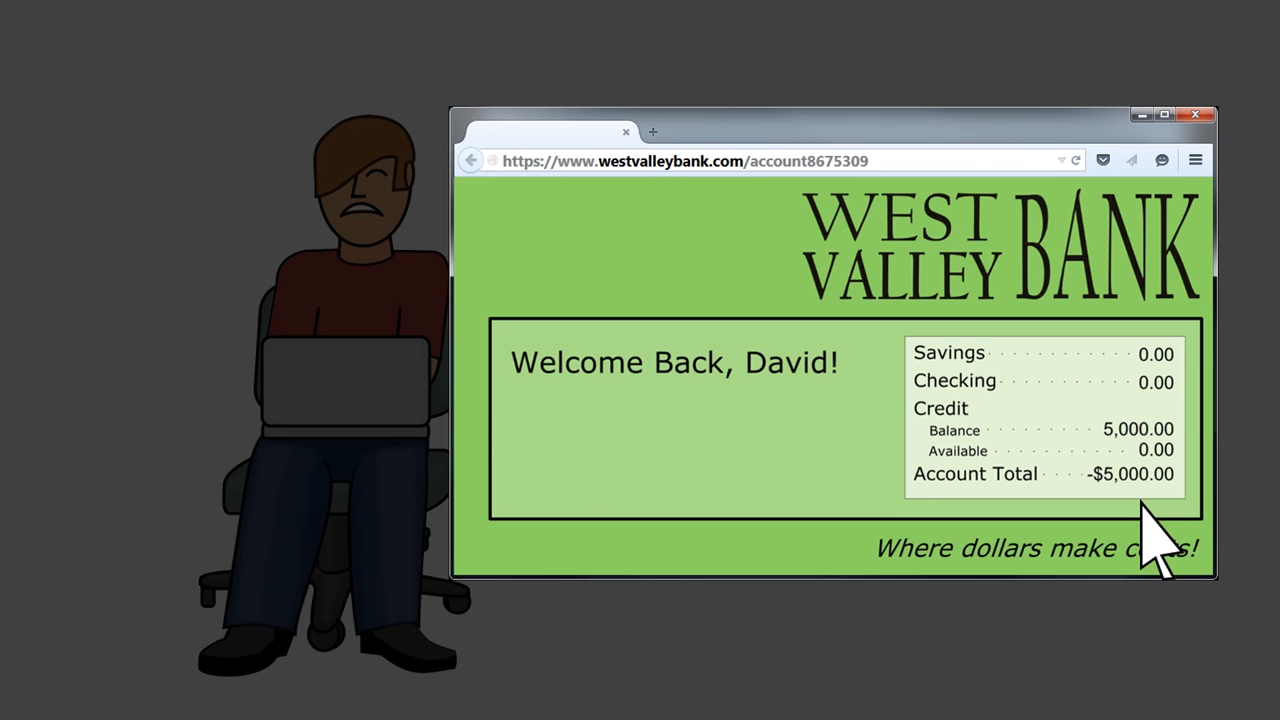 https://www.westvalleybank.com/account8675309
WEST
VALLEY BANK
Welcome Back, David!
Savings 0.00
Checking 0.00
Credit
Balance 5,000.00
Available 0.00
Account Total -$5,000.00
Where dollars make